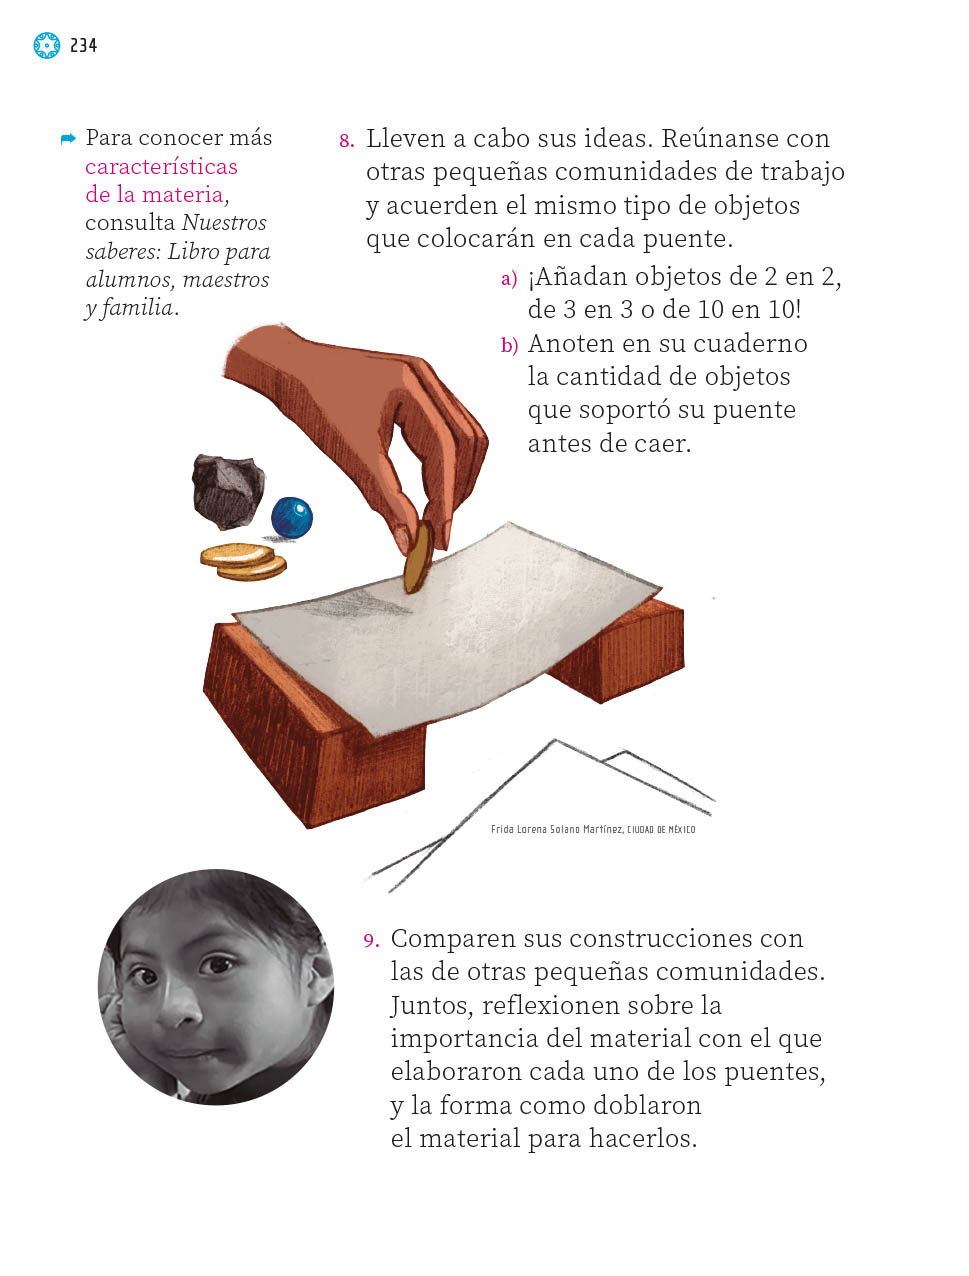 234
Para conocer más
características
de la materia,
consulta Nuestros
saberes: Libro para
alumnos, maestros
y familia.
8. Lleven a cabo sus ideas. Reúnanse con
otras pequeñas comunidades de trabajo
y acuerden el mismo tipo de objetos
que colocarán en cada puente.
a) ¡Añadan objetos de 2 en 2,
de 3 en 3 o de 10 en 10!
b) Anoten en su cuaderno
la cantidad de objetos
que soportó su puente
antes de caer.
Frida Lorena Solano Martínez, CIUDAD DE MÉXICO
9. Comparen sus construcciones con
las de otras pequeñas comunidades.
Juntos, reflexionen sobre la
importancia del material con el que
elaboraron cada uno de los puentes,
y la forma como doblaron
el material para hacerlos.